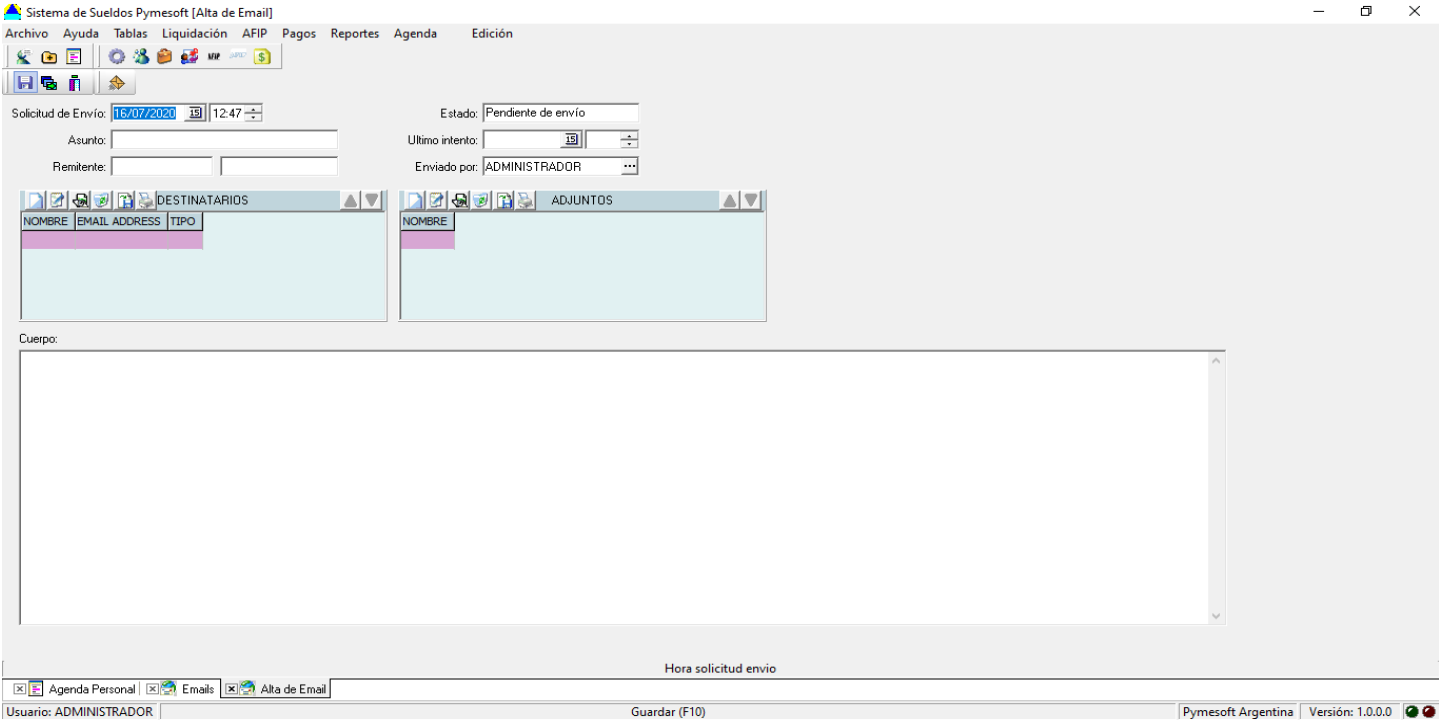 Sistema de Sueldos Pymesoft [Alta de Email]
Archivo Ayuda Tablas Liquidación AFIP Pagos Reportes Agenda Edición
AFIP
Solicitud de Envío: 16/07/2020 15 12:47 Estado: Pendiente de envío
Asunto: Ultimo intento: 15
Remitente: Enviado por: ADMINISTRADOR ...
DESTINATARIOS ADJUNTOS
NOMBRE EMAIL ADDRESS TIPO NOMBRE
Cuerpo:
Hora solicitud envio
Agenda Personal Emails Alta de Email
Usuario: ADMINISTRADOR Guardar (F10) Pymesoft Argentina Versión: 1.0.0.0